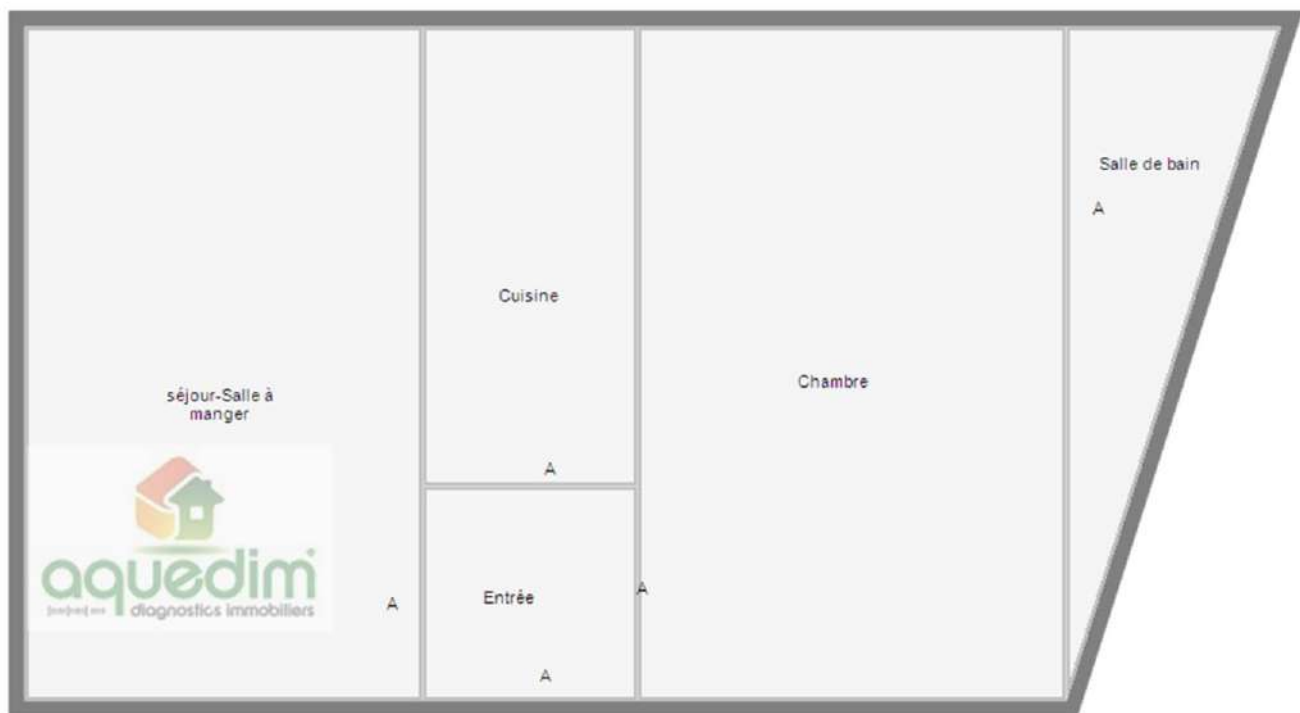 Salle de bain
A
Cuisine
Chambre
séjour-Salle à
manger
A
aquedim
diagnostics immobiliers
A
Entrée
A
A